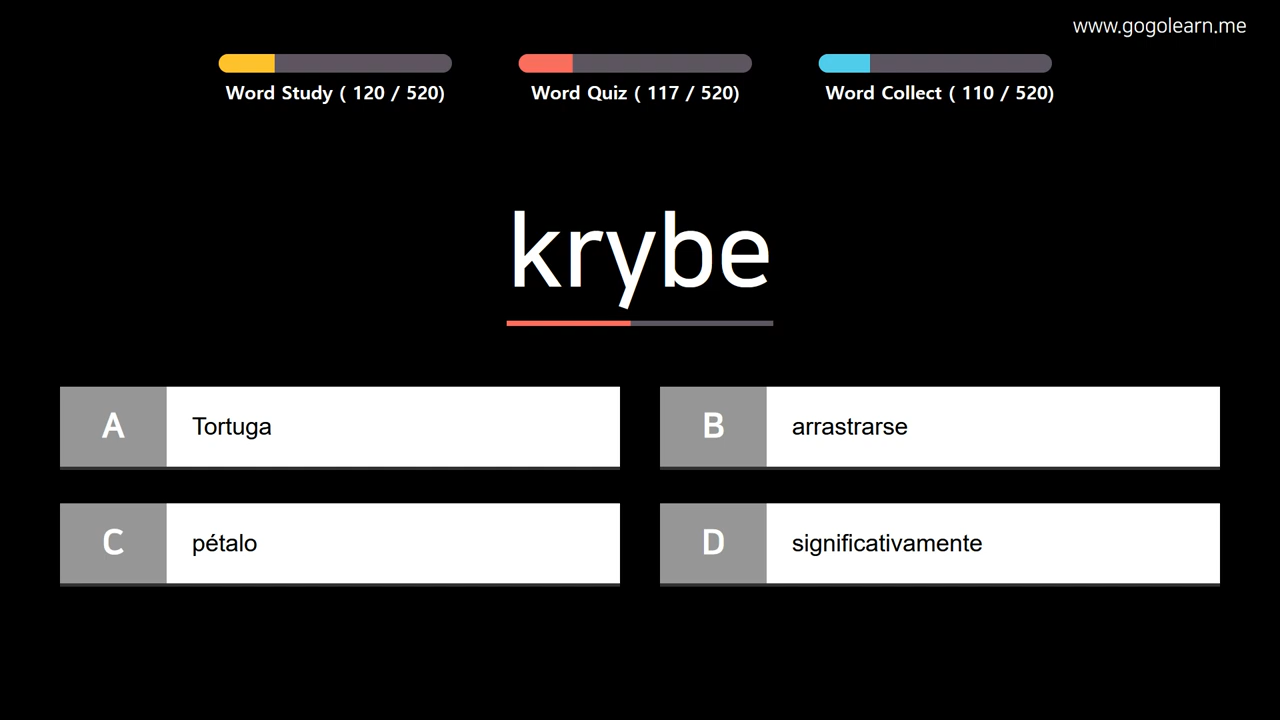 www.gogolearn.me
Word Study ( 120 / 520)
Word Quiz ( 117 / 520)
Word Collect ( 110 / 520)
krybe
A Tortuga
B arrastrarse
C pétalo
D significativamente